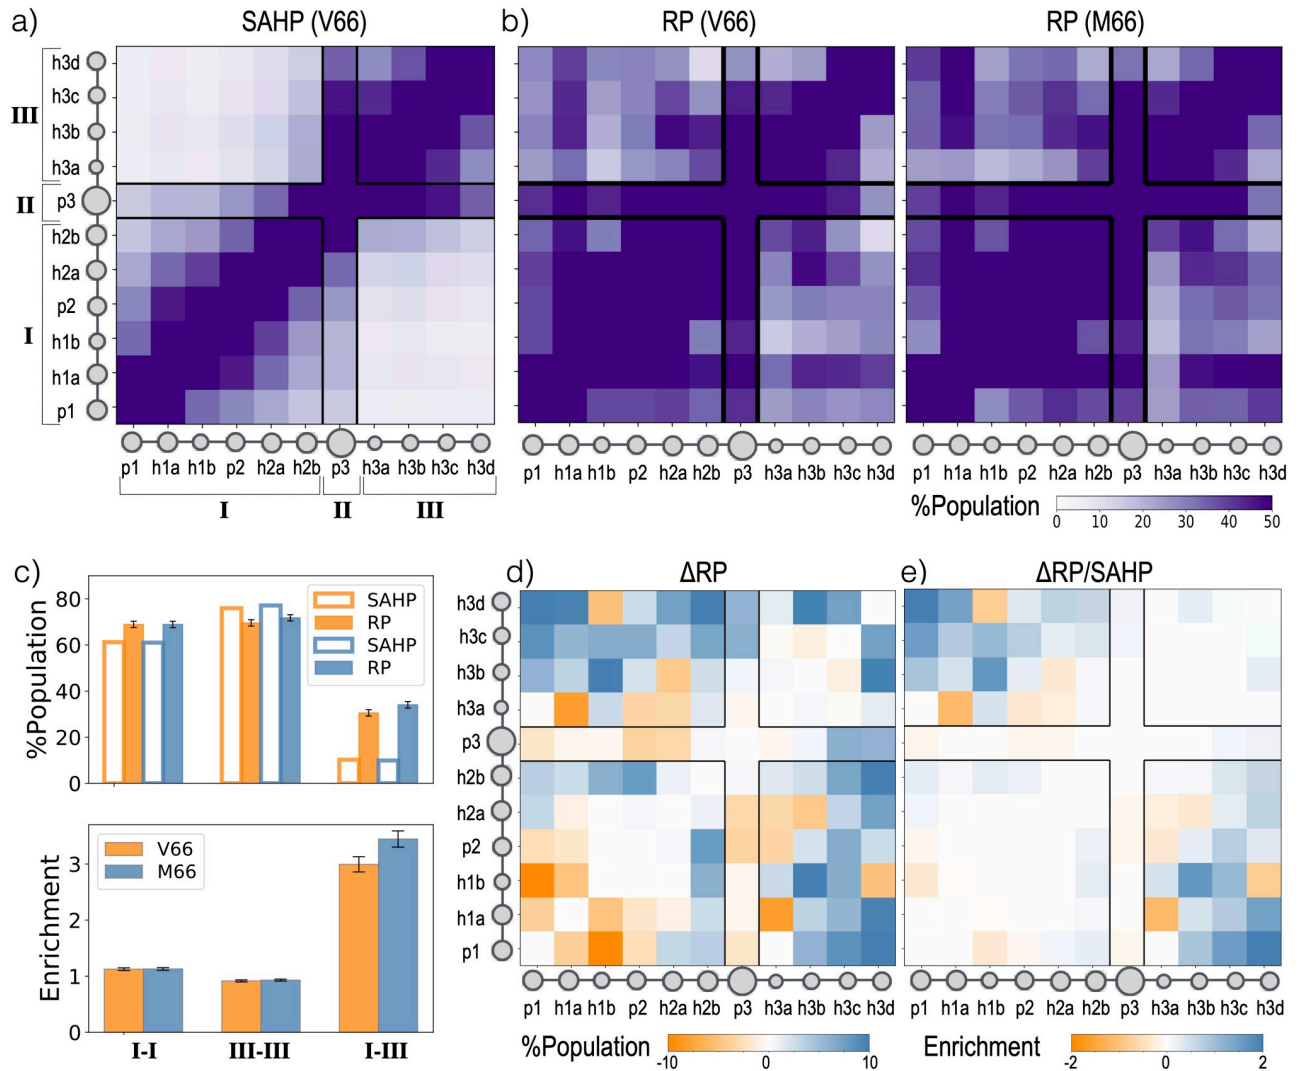 a) SAHP (V66)
b) RP (V66) RP (M66)
h3d
h3c
h3b
h3a
p3
h2b
h2a
p2
h1b
h1a
p1
III
II
I
p1 h1a h1b p2 h2a h2b p3 h3a h3b h3c h3d
I II III
p1 h1a h1b p2 h2a h2b p3 h3a h3b h3c h3d
p1 h1a h1b p2 h2a h2b p3 h3a h3b h3c h3d
%Population 0 10 20 30 40 50
c)
%Population
80
60
40
20
0
SAHP
RP
SAHP
RP
Enrichment
3
2
1
0
V66
M66
I-I III-III I-III
d) ΔRP
h3d
h3c
h3b
h3a
p3
h2b
h2a
p2
h1b
h1a
p1
p1 h1a h1b p2 h2a h2b p3 h3a h3b h3c h3d
%Population -10 0 10
e) ΔRP/SAHP
p1 h1a h1b p2 h2a h2b p3 h3a h3b h3c h3d
Enrichment -2 0 2